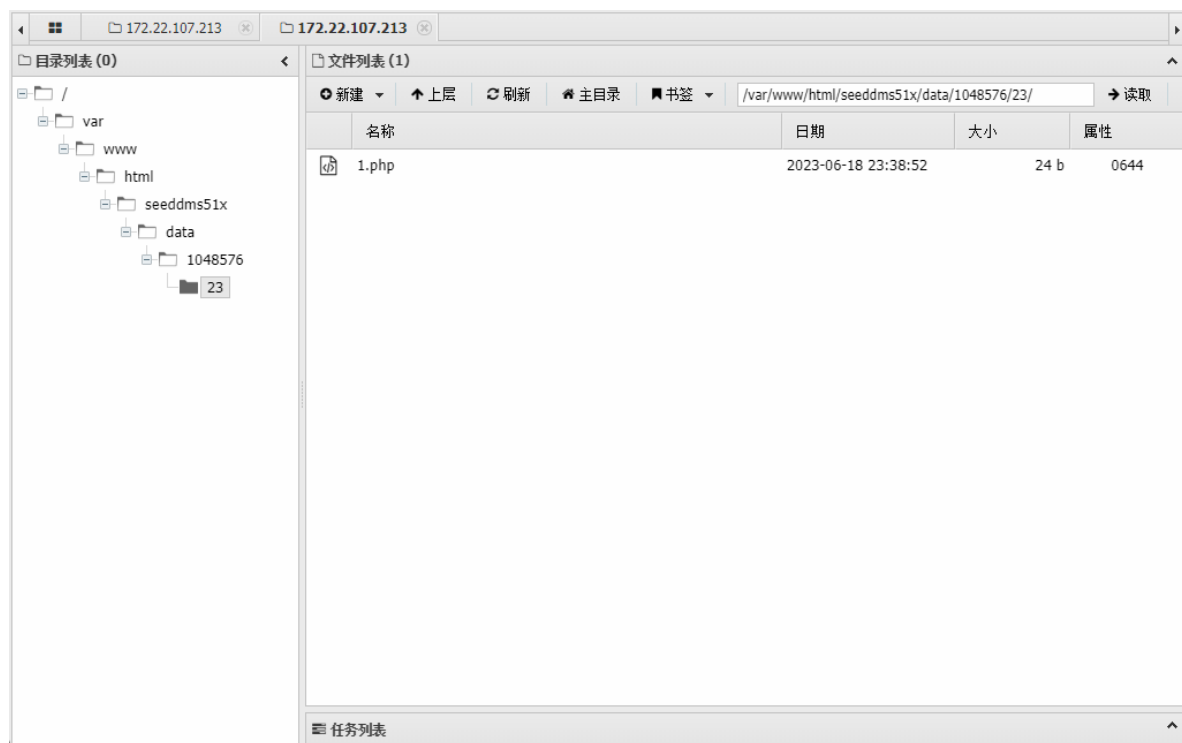 172.22.107.213 172.22.107.213
目录列表 (0) 文件列表 (1)
/ 新建 上层 刷新 主目录 书签 /var/www/html/seeddms51x/data/1048576/23/ 读取
var
名称 日期 大小 属性
www
1.php 2023-06-18 23:38:52 24 b 0644
html
seeddms51x
data
1048576
23
任务列表